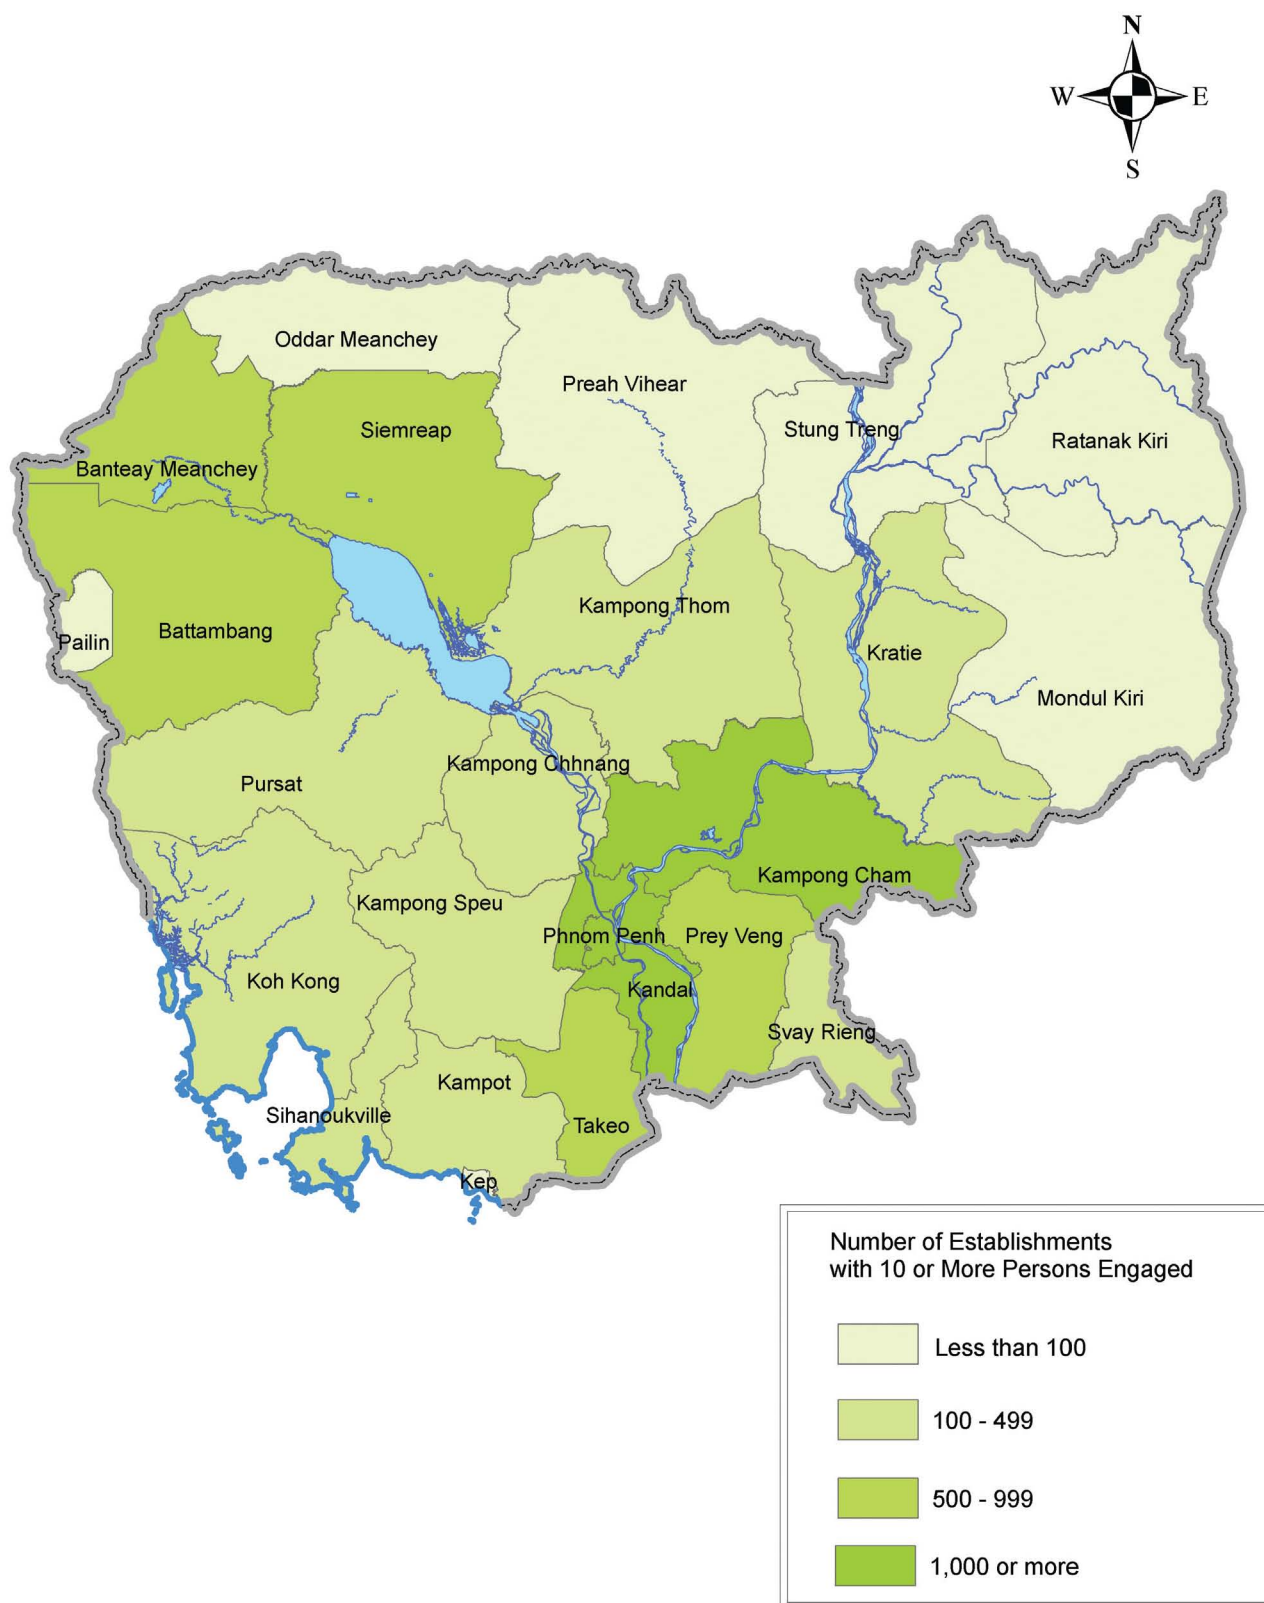 N
W E
S
Oddar Meanchey
Preah Vihear
Siemreap
Stung Treng
Ratanak Kiri
Banteay Meanchey
Kampong Thom
Battambang
Pailin
Kratie
Mondul Kiri
Kampong Chhnang
Pursat
Kampong Cham
Kampong Speu
Phnom Penh
Prey Veng
Koh Kong
Kandal
Svay Rieng
Kampot
Sihanoukville
Takeo
Kep
Number of Establishments
with 10 or More Persons Engaged
Less than 100
100 - 499
500 - 999
1,000 or more